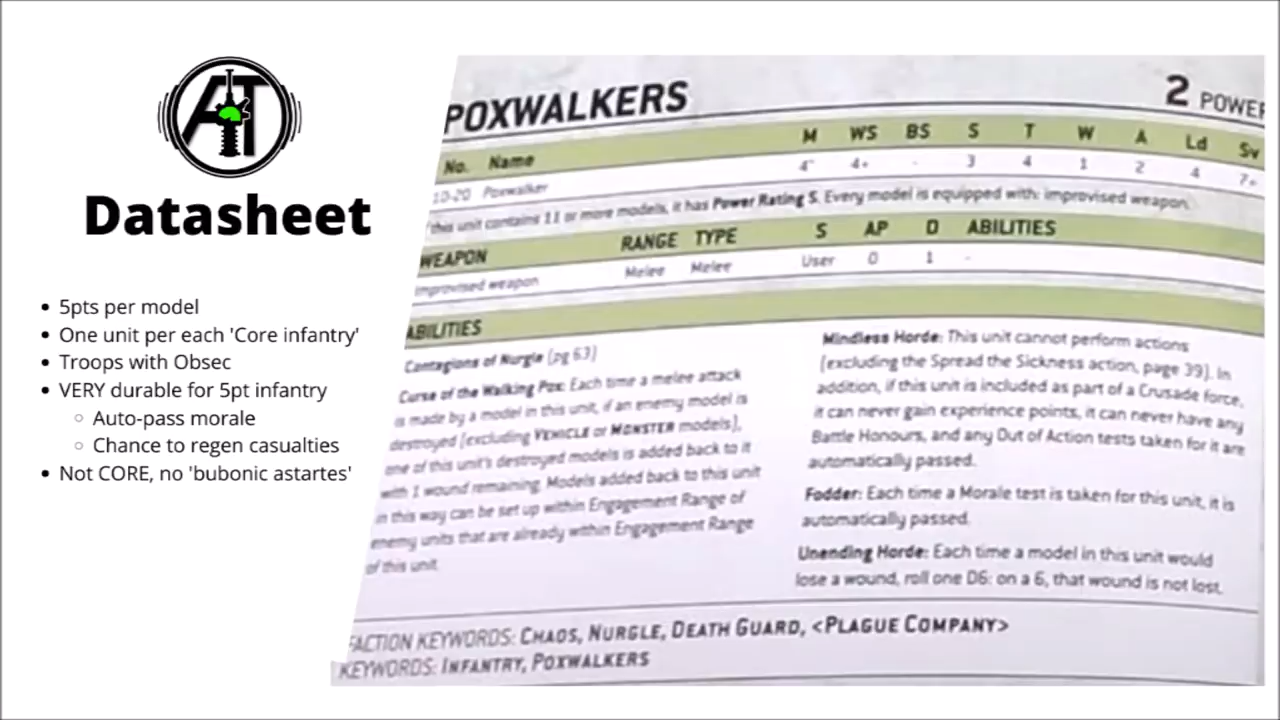 AT
Datasheet
5pts per model
One unit per each 'Core infantry'
Troops with Obsec
VERY durable for 5pt infantry
Auto-pass morale
Chance to regen casualties
Not CORE, no 'bubonic astartes'
POXWALKERS
2 POWER
No. Name M WS BS S T W A Ld Sv
10-20 Poxwalker 4" 4+ - 3 4 1 2 4 7+
this unit contains 11 or more models, it has Power Rating 5. Every model is equipped with: improvised weapon.
WEAPON RANGE TYPE S AP D ABILITIES
improvised weapon Melee Melee User 0 1 -
ABILITIES
Contagions of Nurgle (pg 63)
Curse of the Walking Pox: Each time a melee attack
is made by a model in this unit, if an enemy model is
destroyed (excluding VEHICLE or MONSTER models),
one of this unit's destroyed models is added back to it
with 1 wound remaining. Models added back to this unit
in this way can be set up within Engagement Range of
enemy units that are already within Engagement Range
of this unit.
Mindless Horde: This unit cannot perform actions
(excluding the Spread the Sickness action, page 39). In
addition, if this unit is included as part of a Crusade force,
it can never gain experience points, it can never have any
Battle Honours, and any Out of Action tests taken for it are
automatically passed.
Fodder: Each time a Morale test is taken for this unit, it is
automatically passed.
Unending Horde: Each time a model in this unit would
lose a wound, roll one D6: on a 6, that wound is not lost.
FACTION KEYWORDS: CHAOS, NURGLE, DEATH GUARD, <PLAGUE COMPANY>
KEYWORDS: INFANTRY, POXWALKERS